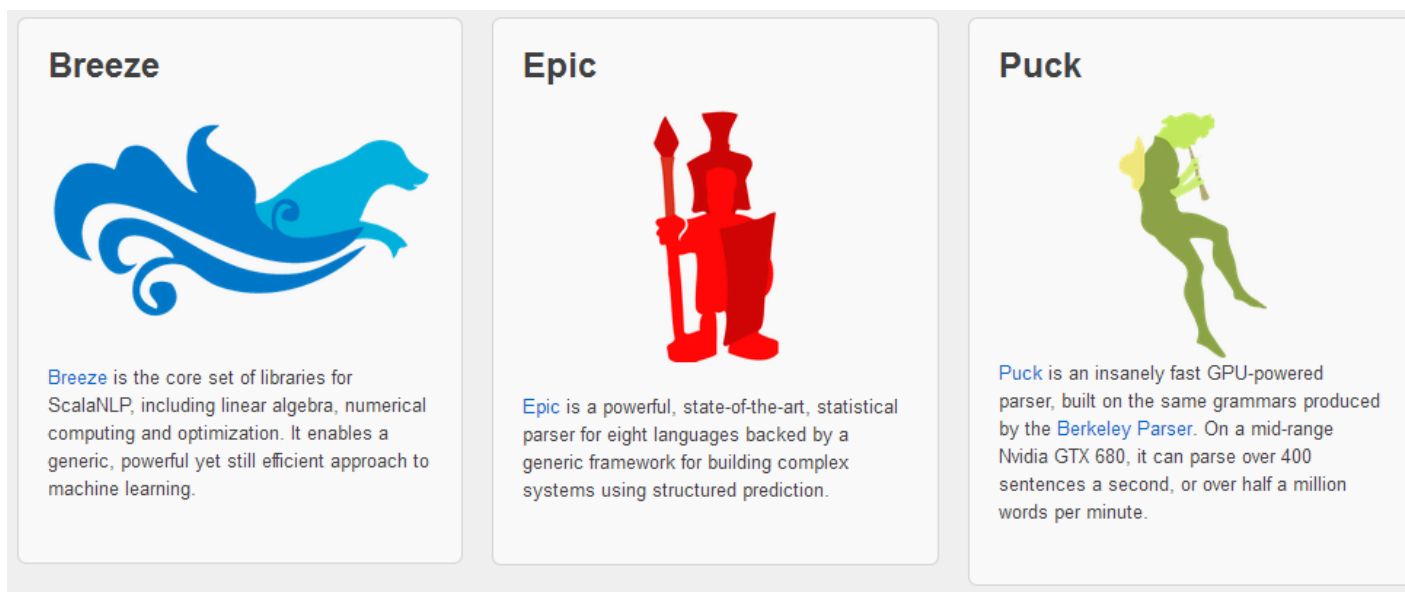 Breeze
Breeze is the core set of libraries for
ScalaNLP, including linear algebra, numerical
computing and optimization. It enables a
generic, powerful yet still efficient approach to
machine learning.
Epic
Epic is a powerful, state-of-the-art, statistical
parser for eight languages backed by a
generic framework for building complex
systems using structured prediction.
Puck
Puck is an insanely fast GPU-powered
parser, built on the same grammars produced
by the Berkeley Parser. On a mid-range
Nvidia GTX 680, it can parse over 400
sentences a second, or over half a million
words per minute.